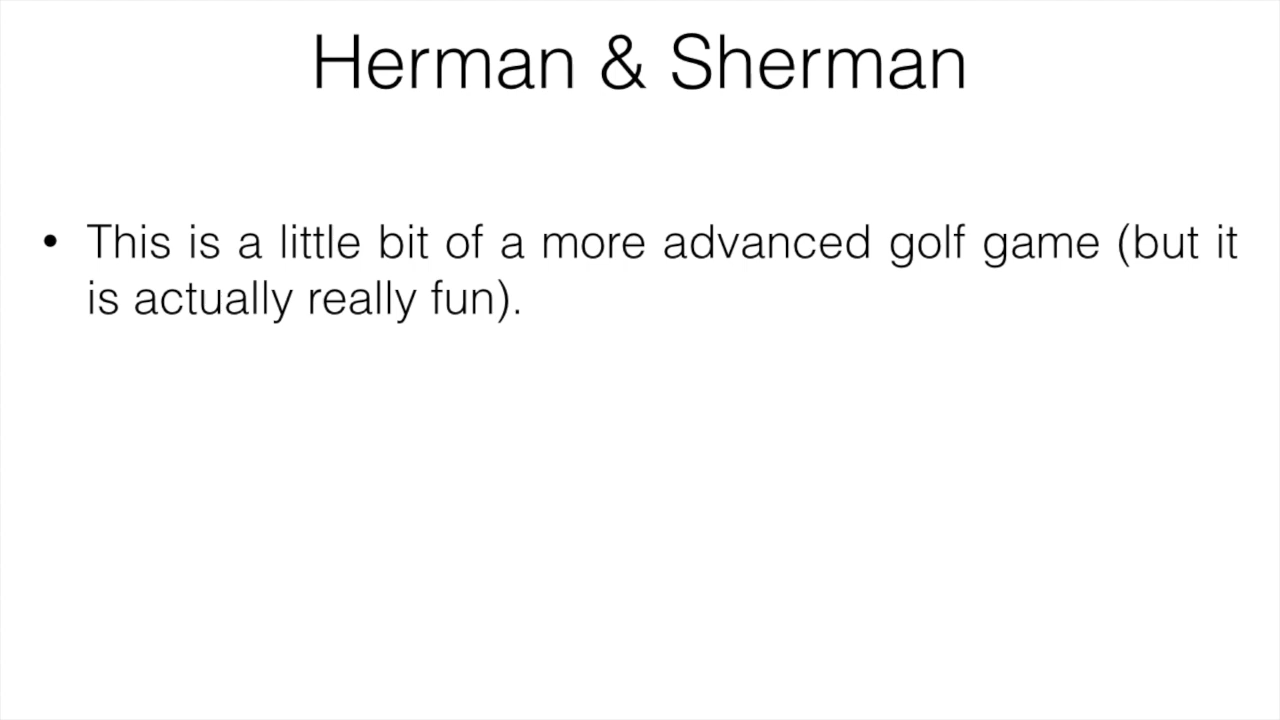 Herman & Sherman
• This is a little bit of a more advanced golf game (but it
is actually really fun).